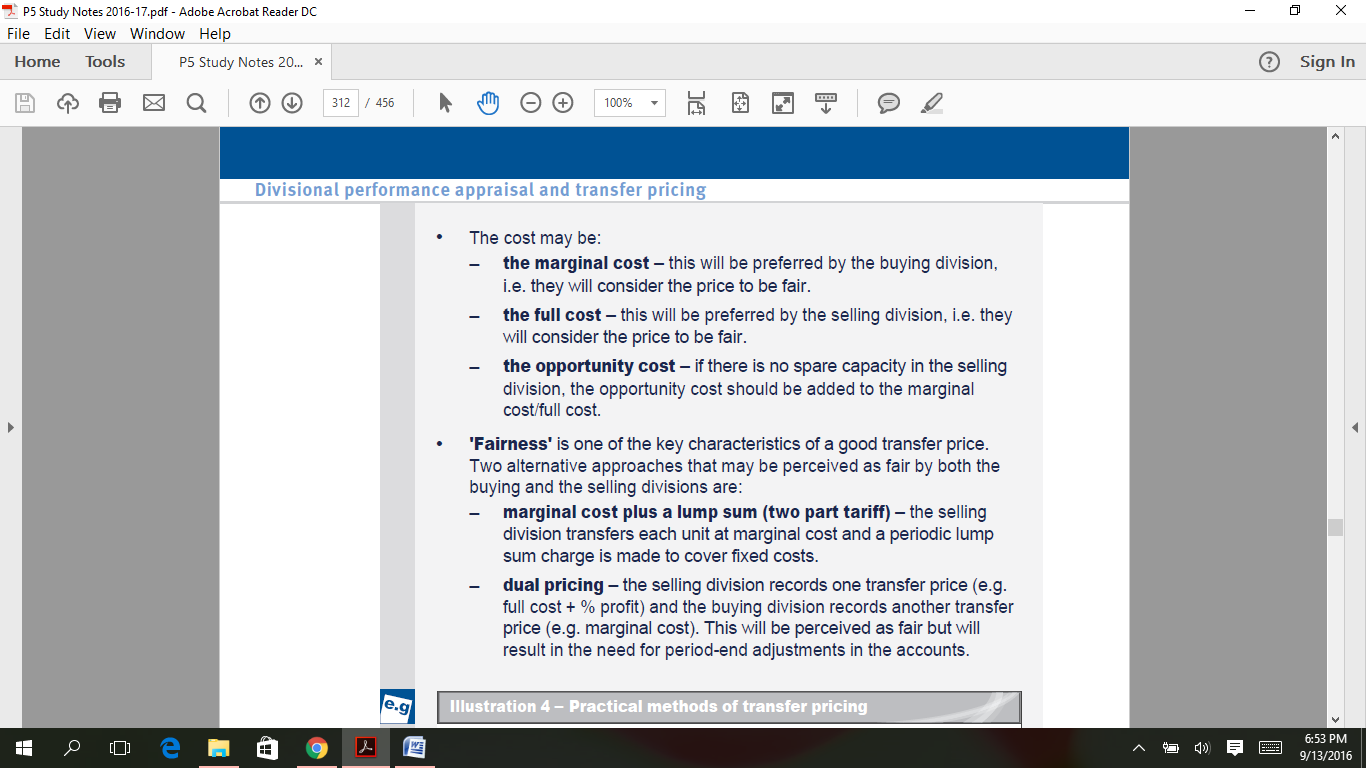 P5 Study Notes 2016-17.pdf - Adobe Acrobat Reader DC
File Edit View Window Help
Home Tools P5 Study Notes 20... × ? Sign In
312 / 456 100%
Divisional performance appraisal and transfer pricing
• The cost may be:
– the marginal cost – this will be preferred by the buying division,
i.e. they will consider the price to be fair.
– the full cost – this will be preferred by the selling division, i.e. they
will consider the price to be fair.
– the opportunity cost – if there is no spare capacity in the selling
division, the opportunity cost should be added to the marginal
cost/full cost.
• 'Fairness' is one of the key characteristics of a good transfer price.
Two alternative approaches that may be perceived as fair by both the
buying and the selling divisions are:
– marginal cost plus a lump sum (two part tariff) – the selling
division transfers each unit at marginal cost and a periodic lump
sum charge is made to cover fixed costs.
– dual pricing – the selling division records one transfer price (e.g.
full cost + % profit) and the buying division records another transfer
price (e.g. marginal cost). This will be perceived as fair but will
result in the need for period-end adjustments in the accounts.
e.g Illustration 4 – Practical methods of transfer pricing
6:53 PM
9/13/2016